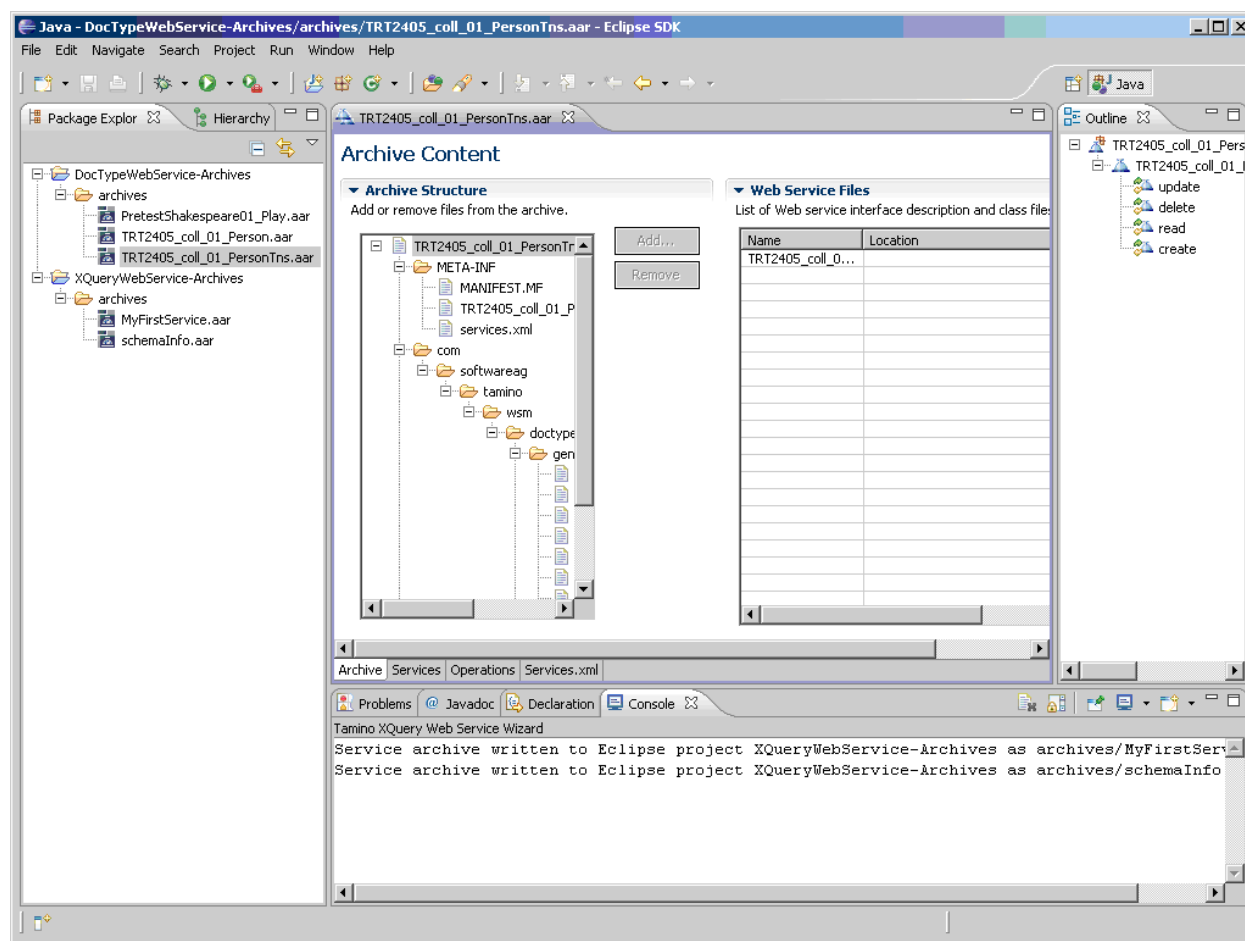 Java - DocTypeWebService-Archives/archives/TRT2405_coll_01_PersonTns.aar - Eclipse SDK
File Edit Navigate Search Project Run Window Help
Java
Package Explor
Hierarchy
DocTypeWebService-Archives
archives
PretestShakespeare01_Play.aar
TRT2405_coll_01_Person.aar
TRT2405_coll_01_PersonTns.aar
XQueryWebService-Archives
archives
MyFirstService.aar
schemaInfo.aar
TRT2405_coll_01_PersonTns.aar
Archive Content
Archive Structure
Add or remove files from the archive.
TRT2405_coll_01_PersonTr
META-INF
MANIFEST.MF
TRT2405_coll_01_P
services.xml
com
softwareag
tamino
wsm
doctype
gen
Add...
Remove
Web Service Files
List of Web service interface description and class file
Name Location
TRT2405_coll_0...
Archive Services Operations Services.xml
Outline
TRT2405_coll_01_Pers
TRT2405_coll_01_
update
delete
read
create
Problems @ Javadoc Declaration Console
Tamino XQuery Web Service Wizard
Service archive written to Eclipse project XQueryWebService-Archives as archives/MyFirstSer
Service archive written to Eclipse project XQueryWebService-Archives as archives/schemaInfo